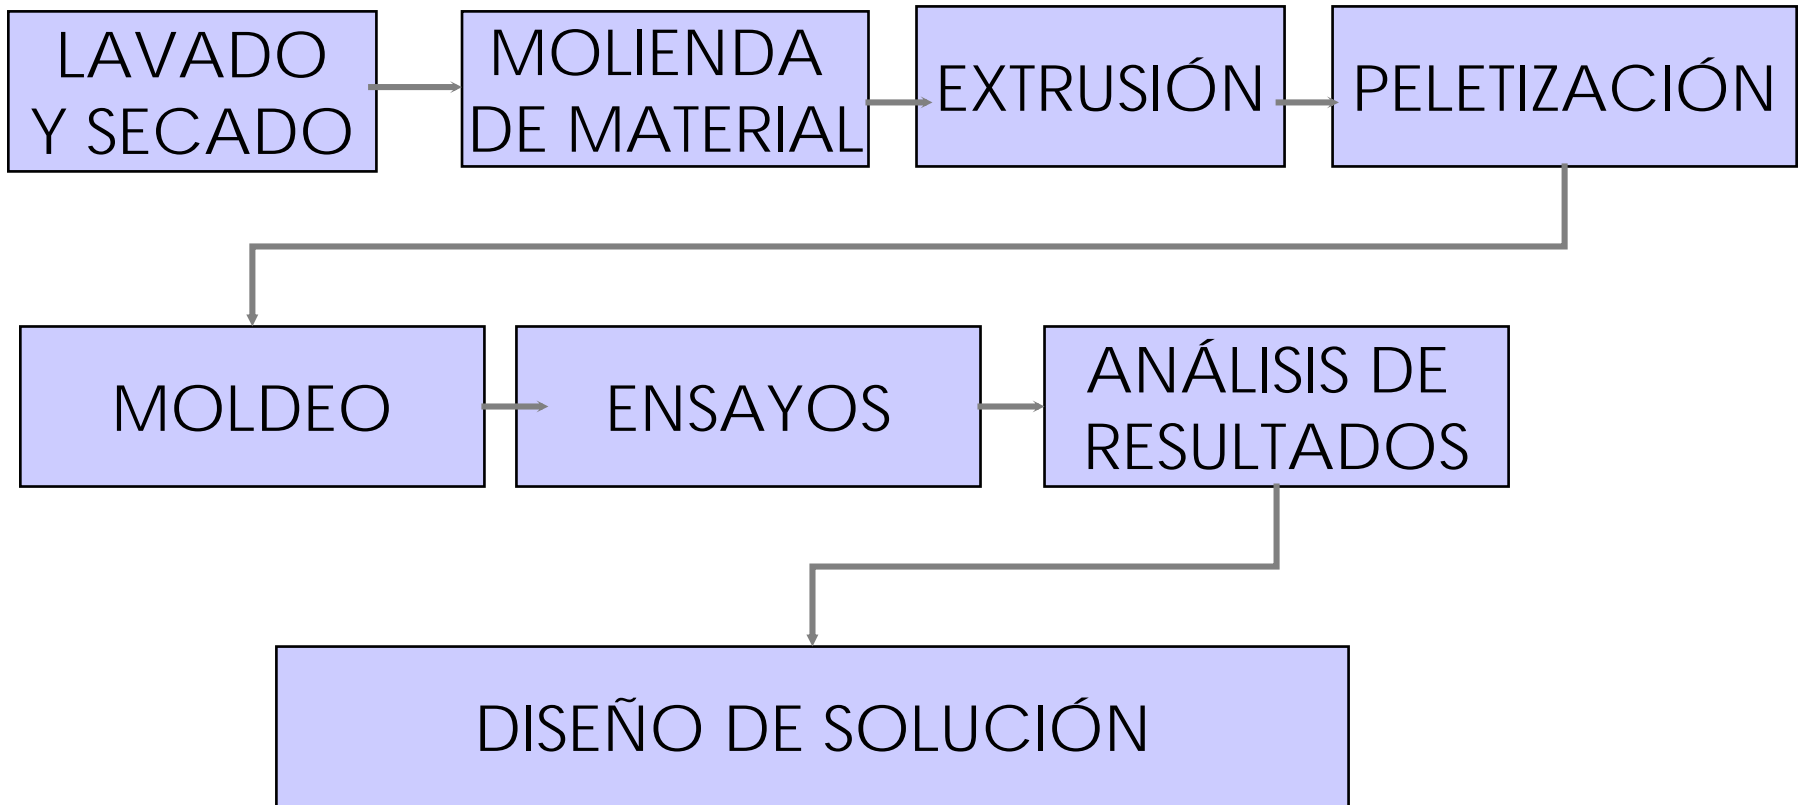 LAVADO
Y SECADO
MOLIENDA
DE MATERIAL
EXTRUSIÓN
PELETIZACIÓN
MOLDEO
ENSAYOS
ANÁLISIS DE
RESULTADOS
DISEÑO DE SOLUCIÓN